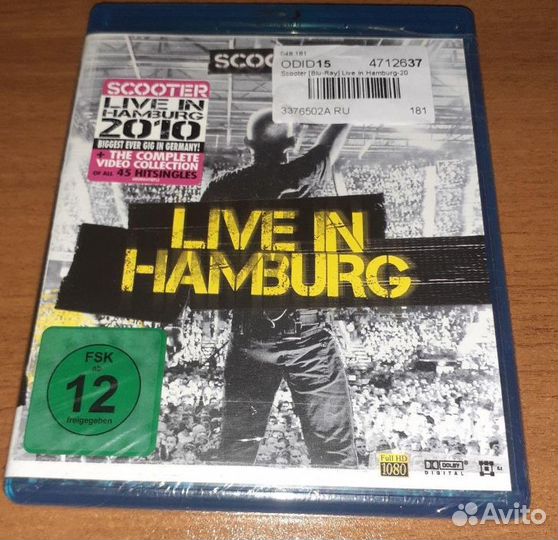 048 181
ODID15 4712637
Scooter [Blu-Ray] Live in Hamburg-20
3376502A RU 181
SCOO
SCOOTER
LIVE IN
HAMBURG
2010
BIGGEST EVER GIG IN GERMANY!
+ THE COMPLETE
VIDEO COLLECTION
OF ALL 45 HITSINGLES
LIVE IN
HAMBURG
FSK
ab
12
freigegeben
Full HD
1080
DOLBY
DIGITAL
Avito